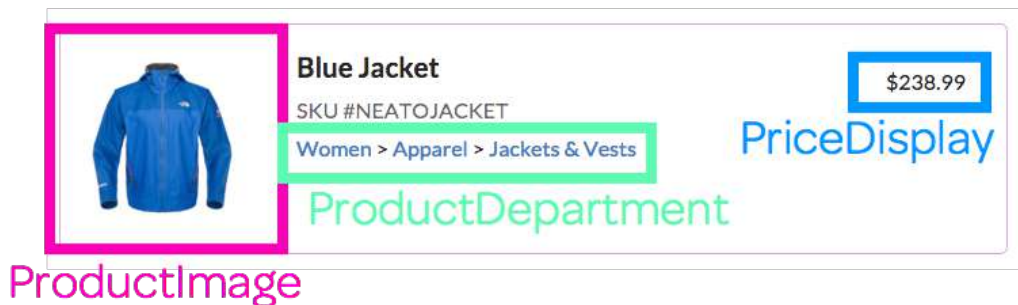 Blue Jacket
$238.99
SKU #NEATOJACKET
PriceDisplay
Women > Apparel > Jackets & Vests
ProductDepartment
ProductImage